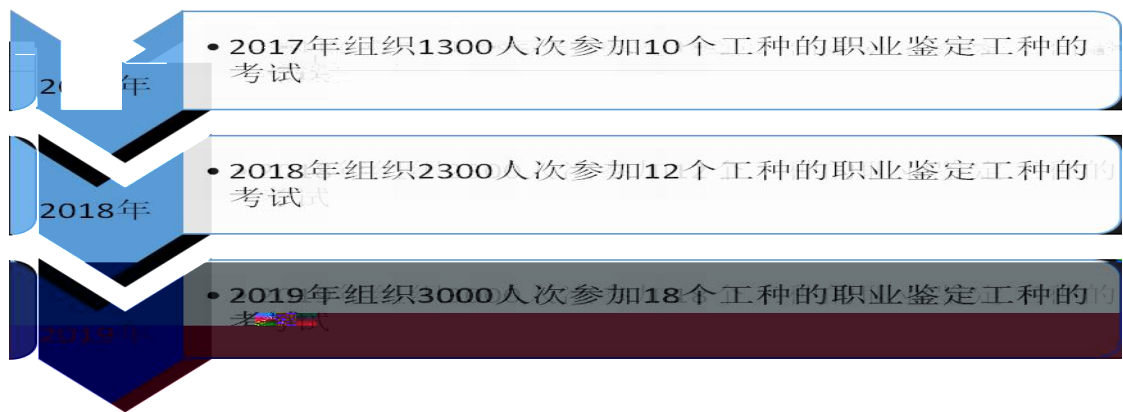 • 2017年组织1300人次参加10个工种的职业鉴定工种的
考试
• 2018年组织2300人次参加12个工种的职业鉴定工种的
考试
2018年
• 2019年组织3000人次参加18个工种的职业鉴定工种的
考试
2019年